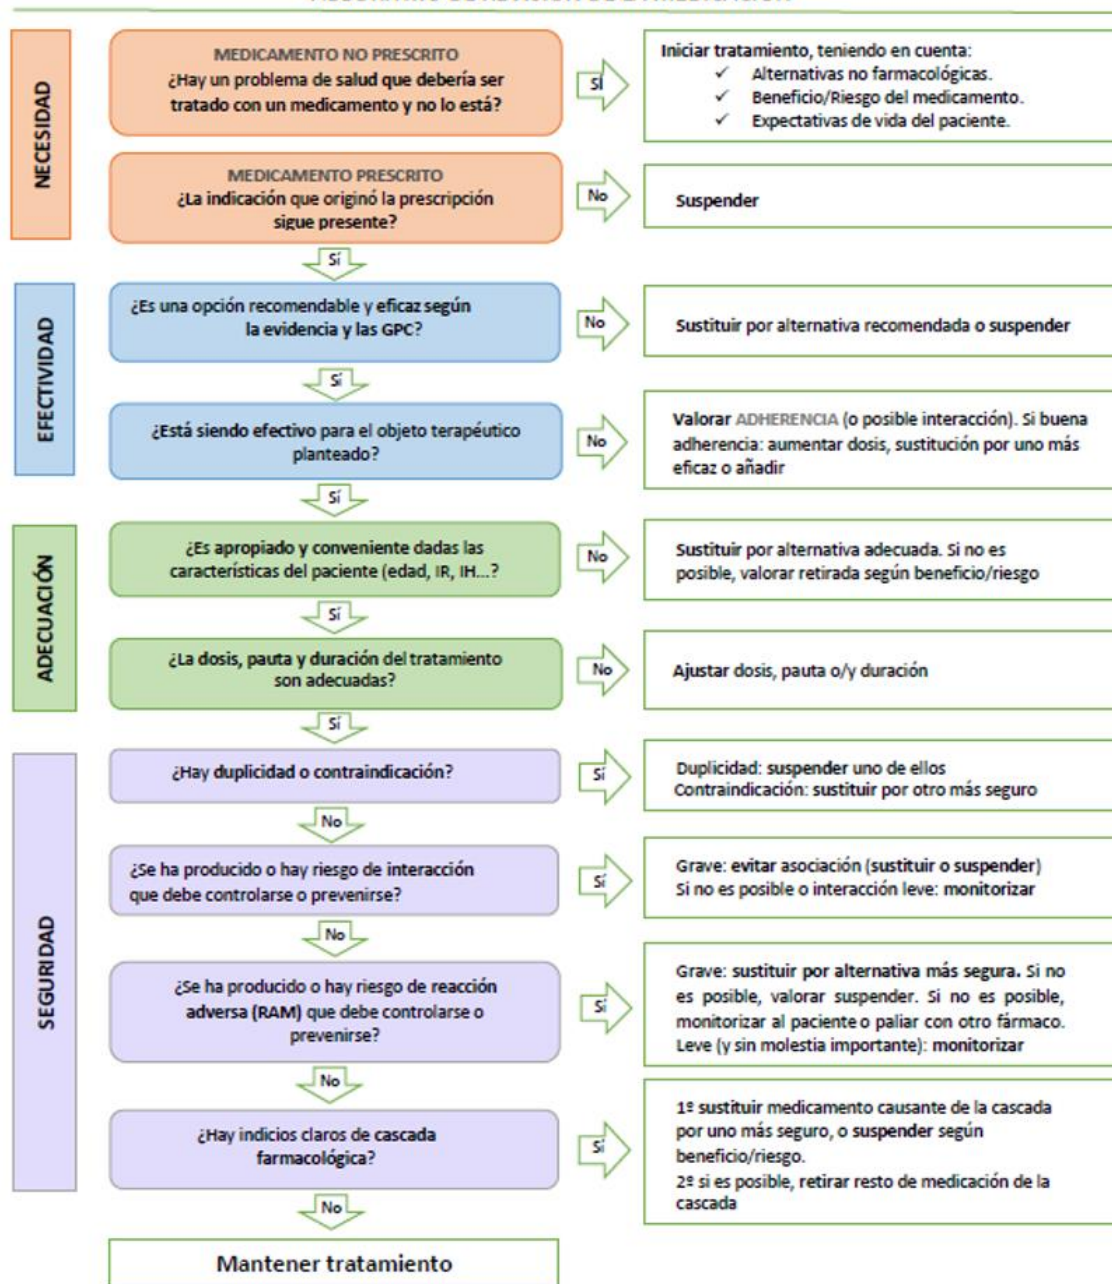 NECESIDAD
MEDICAMENTO NO PRESCRITO
¿Hay un problema de salud que debería ser
tratado con un medicamento y no lo está?
SÍ
Iniciar tratamiento, teniendo en cuenta:
✓ Alternativas no farmacológicas.
✓ Beneficio/Riesgo del medicamento.
✓ Expectativas de vida del paciente.
MEDICAMENTO PRESCRITO
¿La indicación que originó la prescripción
sigue presente?
No
Suspender
Sí
EFECTIVIDAD
¿Es una opción recomendable y eficaz según
la evidencia y las GPC?
No
Sustituir por alternativa recomendada o suspender
Sí
¿Está siendo efectivo para el objeto terapéutico
planteado?
No
Valorar ADHERENCIA (o posible interacción). Si buena
adherencia: aumentar dosis, sustitución por uno más
eficaz o añadir
Sí
ADECUACIÓN
¿Es apropiado y conveniente dadas las
características del paciente (edad, IR, IH...?
No
Sustituir por alternativa adecuada. Si no es
posible, valorar retirada según beneficio/riesgo
Sí
¿La dosis, pauta y duración del tratamiento
son adecuadas?
No
Ajustar dosis, pauta o/y duración
Sí
SEGURIDAD
¿Hay duplicidad o contraindicación?
Sí
Duplicidad: suspender uno de ellos
Contraindicación: sustituir por otro más seguro
No
¿Se ha producido o hay riesgo de interacción
que debe controlarse o prevenirse?
Sí
Grave: evitar asociación (sustituir o suspender)
Si no es posible o interacción leve: monitorizar
No
¿Se ha producido o hay riesgo de reacción
adversa (RAM) que debe controlarse o
prevenirse?
Sí
Grave: sustituir por alternativa más segura. Si no
es posible, valorar suspender. Si no es posible,
monitorizar al paciente o paliar con otro fármaco.
Leve (y sin molestia importante): monitorizar
No
¿Hay indicios claros de cascada
farmacológica?
Sí
1º sustituir medicamento causante de la cascada
por uno más seguro, o suspender según
beneficio/riesgo.
2º si es posible, retirar resto de medicación de la
cascada
No
Mantener tratamiento